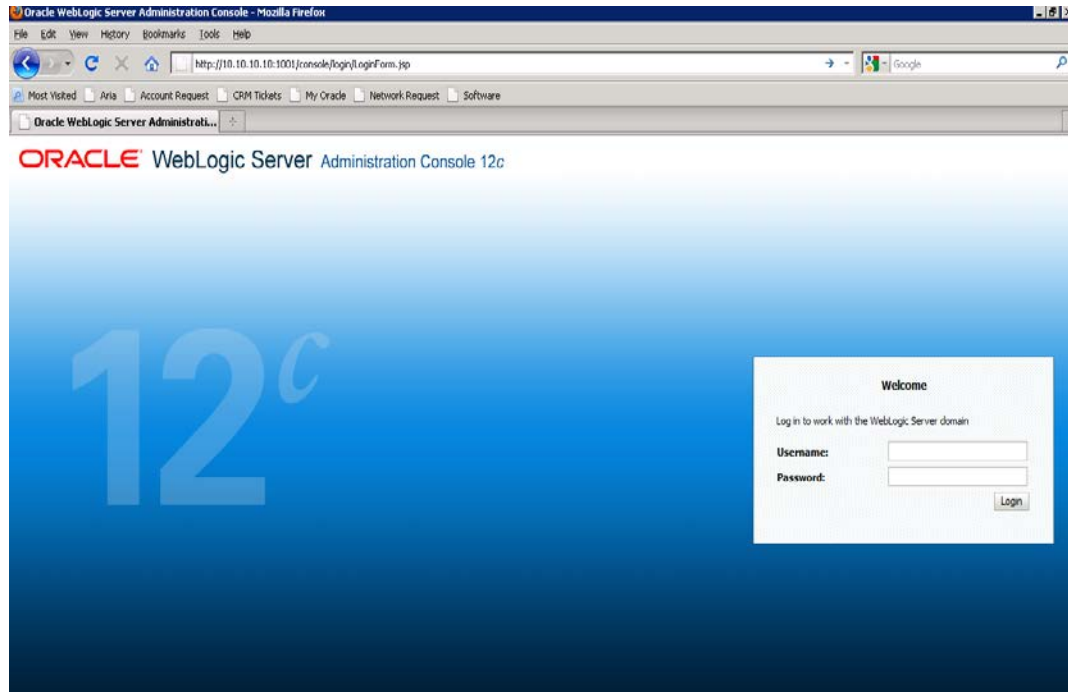 Oracle WebLogic Server Administration Console - Mozilla Firefox
File Edit View History Bookmarks Tools Help
http://10.10.10.10:1001/console/login/LoginForm.jsp
Google
Most Visited Aria Account Request CRM Tickets My Oracle Network Request Software
Oracle WebLogic Server Administrati...
ORACLE WebLogic Server Administration Console 12c
12c
Welcome
Log in to work with the WebLogic Server domain
Username:
Password:
Login